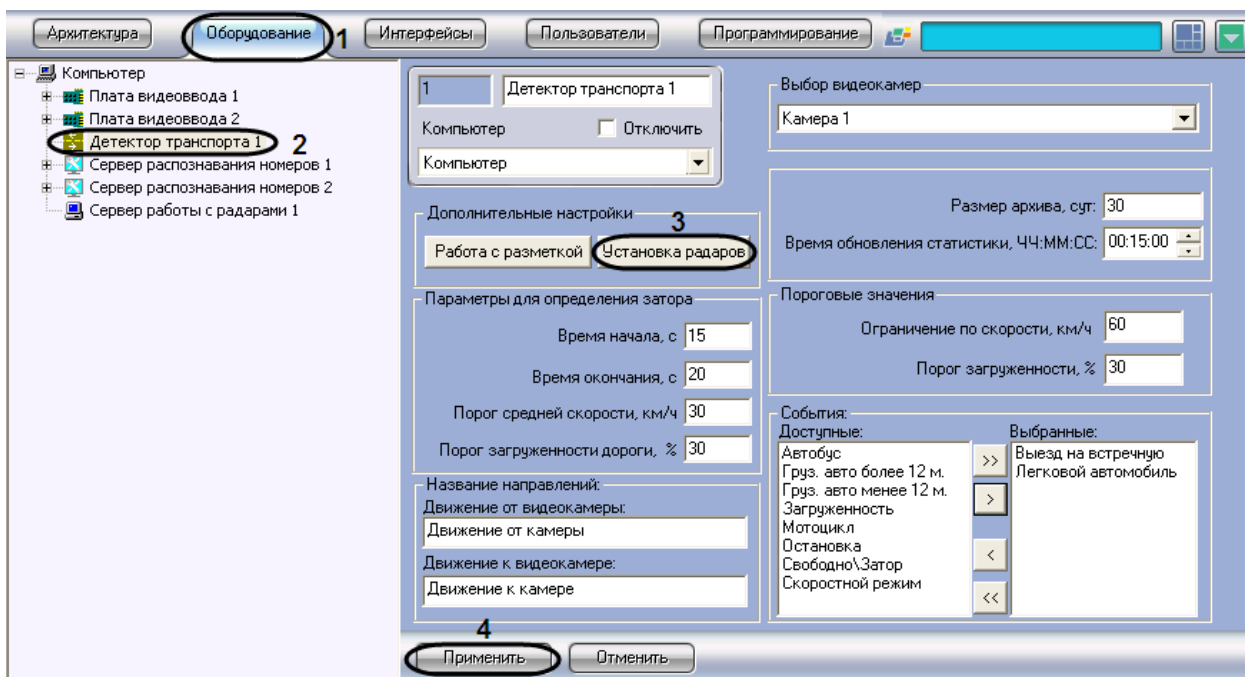 Архитектура
Оборудование
1
Интерфейсы
Пользователи
Программирование
Компьютер
Плата видеоввода 1
Плата видеоввода 2
Детектор транспорта 1
2
Сервер распознавания номеров 1
Сервер распознавания номеров 2
Сервер работы с радарами 1
1
Детектор транспорта 1
Компьютер
Отключить
Компьютер
Дополнительные настройки
3
Работа с разметкой
Установка радаров
Параметры для определения затора
Время начала, с 15
Время окончания, с 20
Порог средней скорости, км/ч 30
Порог загруженности дороги, % 30
Название направлений:
Движение от видеокамеры:
Движение от камеры
Движение к видеокамере:
Движение к камере
Выбор видеокамер
Камера 1
Размер архива, сут: 30
Время обновления статистики, ЧЧ:ММ:СС: 00:15:00
Пороговые значения
Ограничение по скорости, км/ч 60
Порог загруженности, % 30
События:
Доступные:
Автобус
Груз. авто более 12 м.
Груз. авто менее 12 м.
Загруженность
Мотоцикл
Остановка
Свободно\Затор
Скоростной режим
>>
>
<
<<
Выбранные:
Выезд на встречную
Легковой автомобиль
4
Применить
Отменить